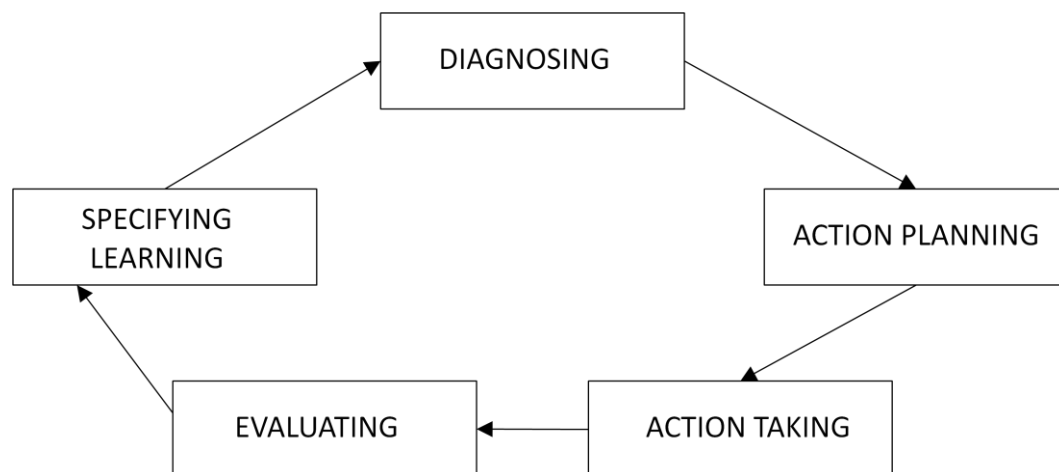 DIAGNOSING
SPECIFYING
LEARNING
ACTION PLANNING
EVALUATING
ACTION TAKING